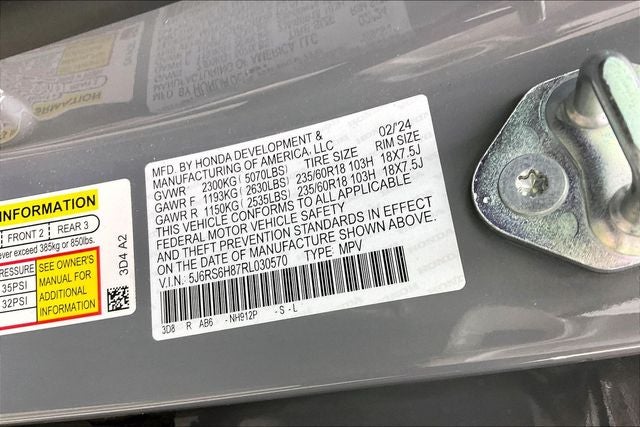 MFD. BY HONDA DEVELOPMENT & 02/'24
MANUFACTURING OF AMERICA, LLC
GVWR 2300KG (5070LBS) TIRE SIZE RIM SIZE
GAWR F 1193KG (2630LBS) 235/60R18 103H 18X7.5J
GAWR R 1150KG (2535LBS) 235/60R18 103H 18X7.5J
THIS VEHICLE CONFORMS TO ALL APPLICABLE
FEDERAL MOTOR VEHICLE SAFETY
AND THEFT PREVENTION STANDARDS IN EFFECT
ON THE DATE OF MANUFACTURE SHOWN ABOVE.
V.I.N. 5J6RS6H87RL030570 TYPE: MPV
3D8 R AB6 -NH912P -S -L
INFORMATION
FRONT 2 REAR 3
never exceed 385kg or 850lbs.
PRESSURE
35PSI
32PSI
SEE OWNER'S
MANUAL FOR
ADDITIONAL
INFORMATION
3D4 A2